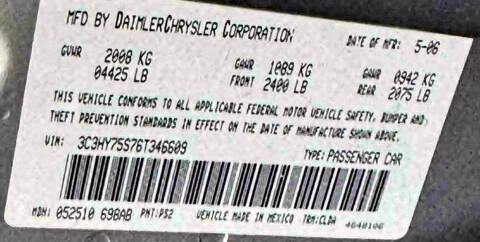 MFD BY DAIMLERCHRYSLER CORPORATION DATE OF MFR: 5-06
GVWR 2008 KG GAWR 1089 KG GAWR 0942 KG
04425 LB FRONT 2400 LB REAR 2075 LB
THIS VEHICLE CONFORMS TO ALL APPLICABLE FEDERAL MOTOR VEHICLE SAFETY, BUMPER AND
THEFT PREVENTION STANDARDS IN EFFECT ON THE DATE OF MANUFACTURE SHOWN ABOVE.
VIN: 3C3HY75S76T346609 TYPE: PASSENGER CAR
MDH: 052510 698AB PNT: PS2 VEHICLE MADE IN MEXICO TRM: CLDA 4640106